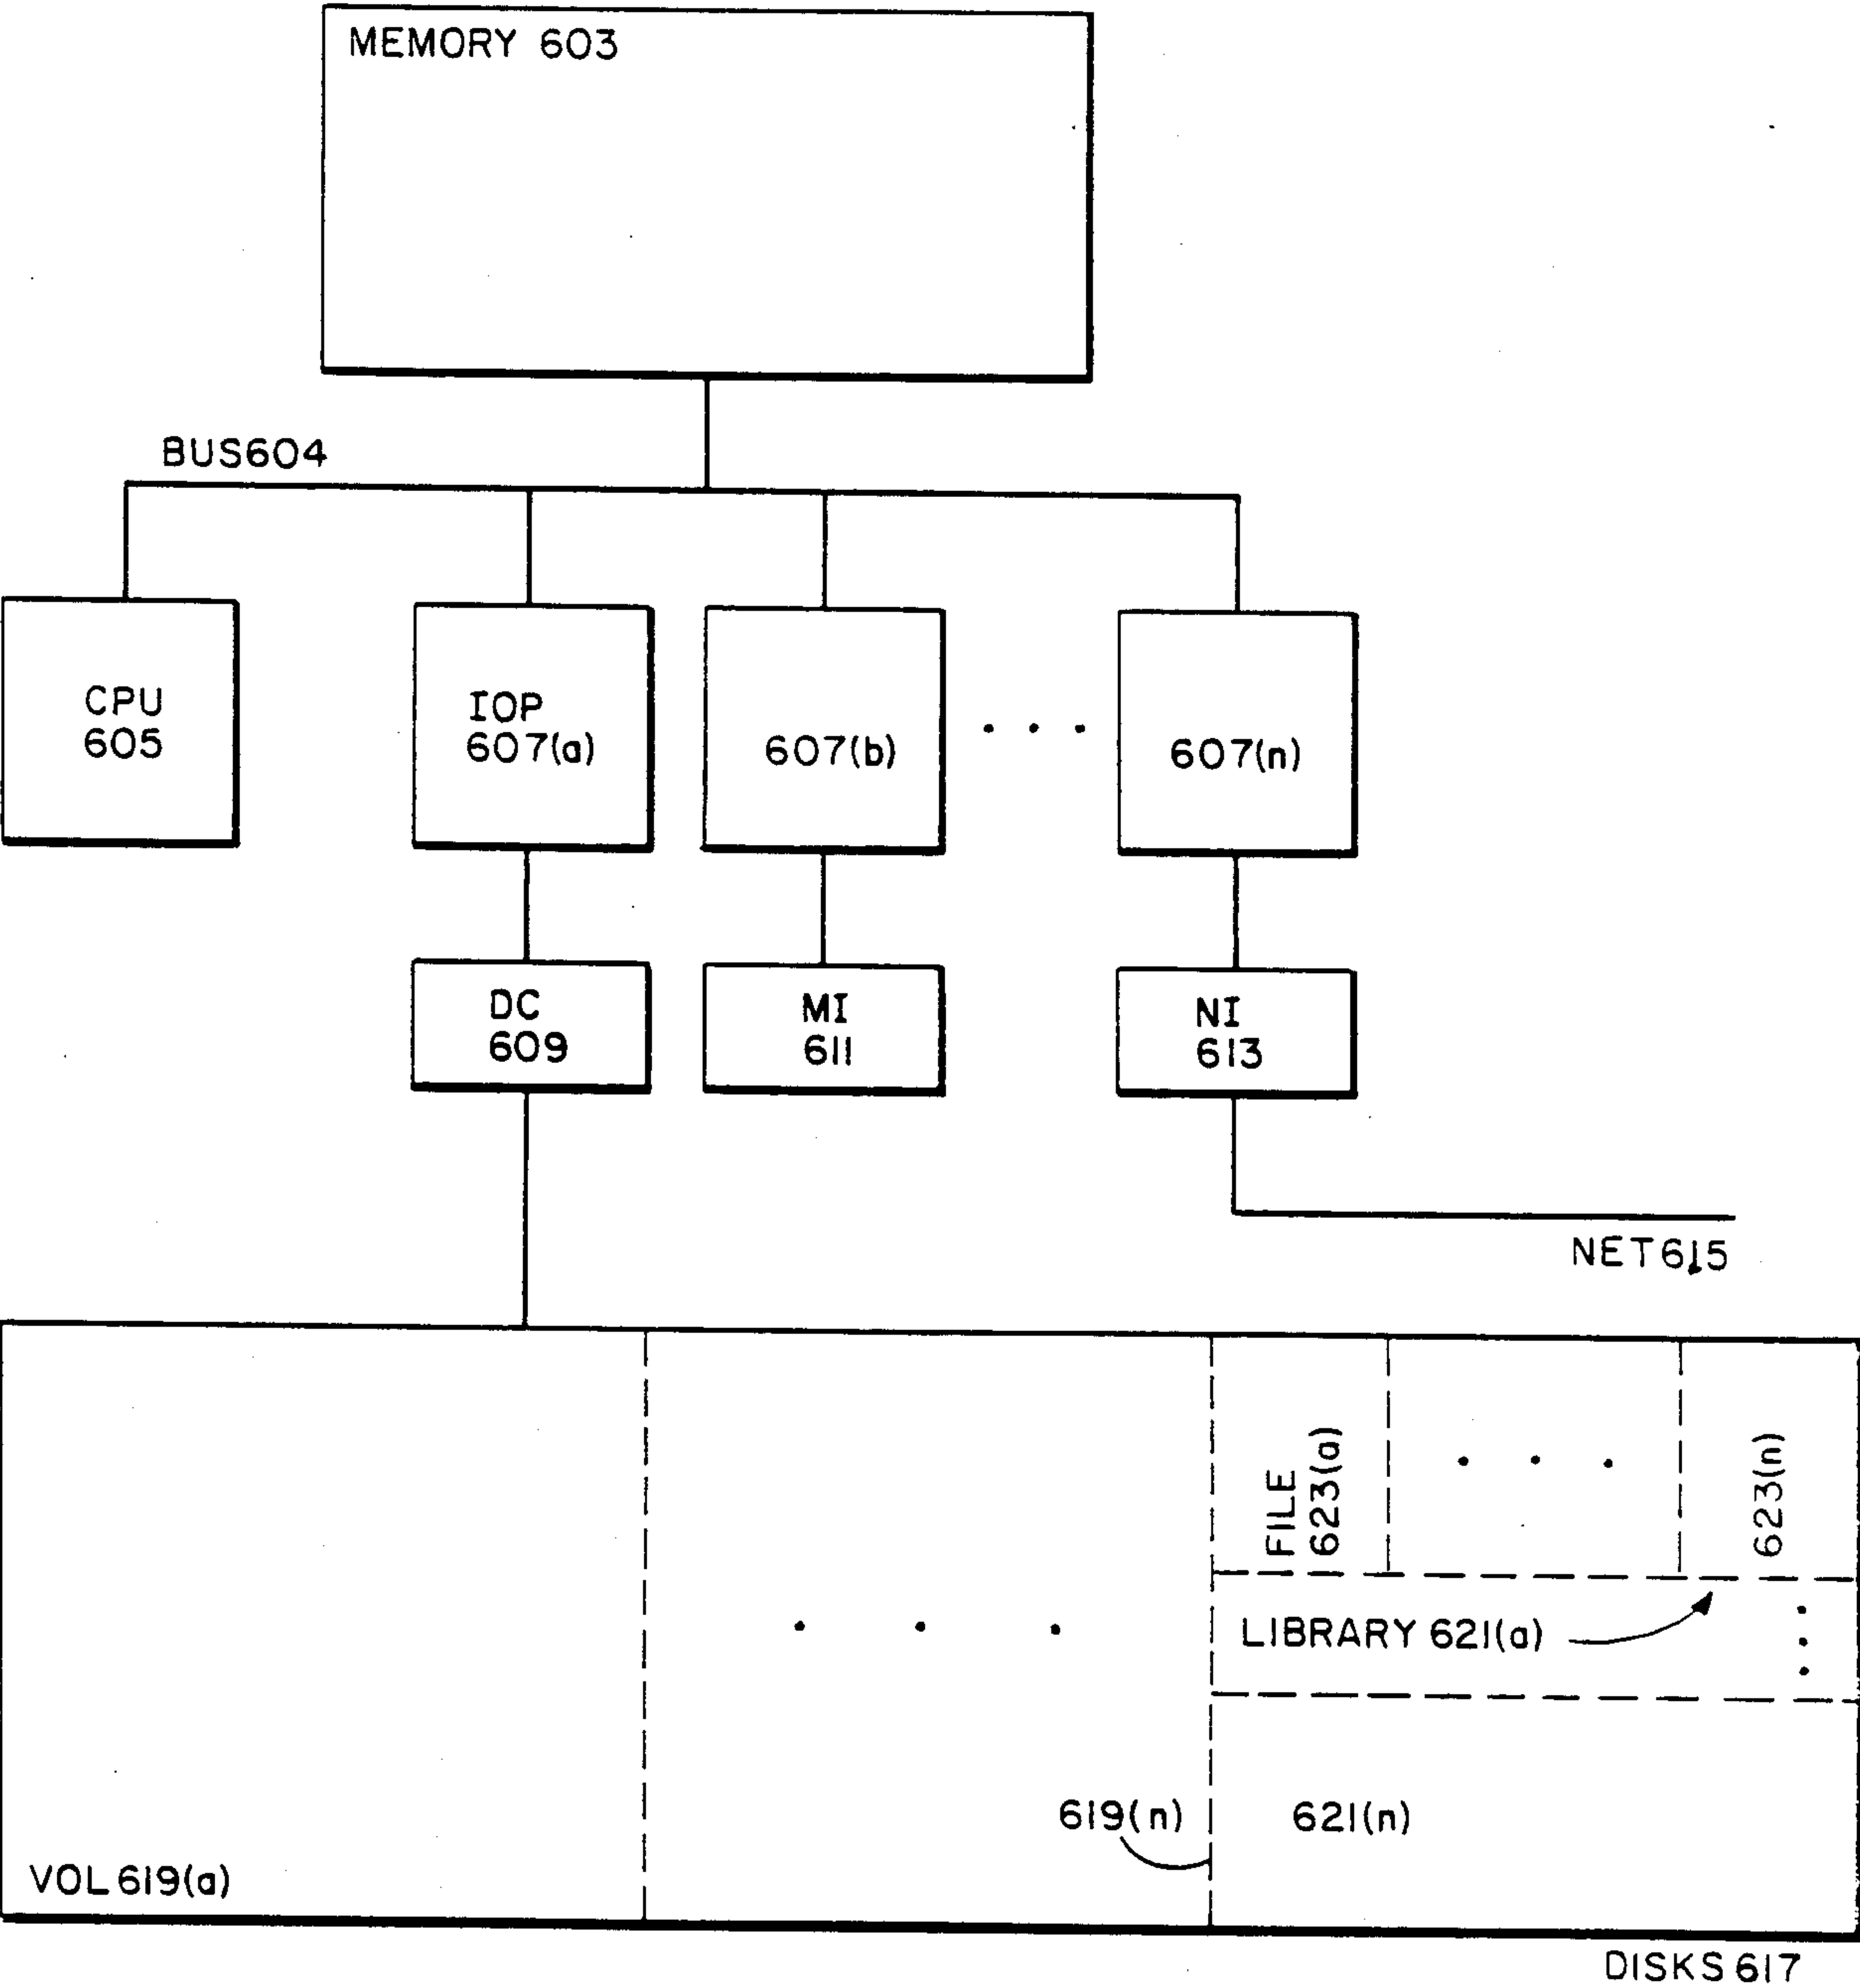 MEMORY 603
BUS604
CPU
605
IOP
607(a)
607(b)
607(n)
DC
609
MI
611
NI
613
NET615
FILE
623(a)
623(n)
LIBRARY 621(a)
619(n)
621(n)
VOL619(a)
DISKS 617